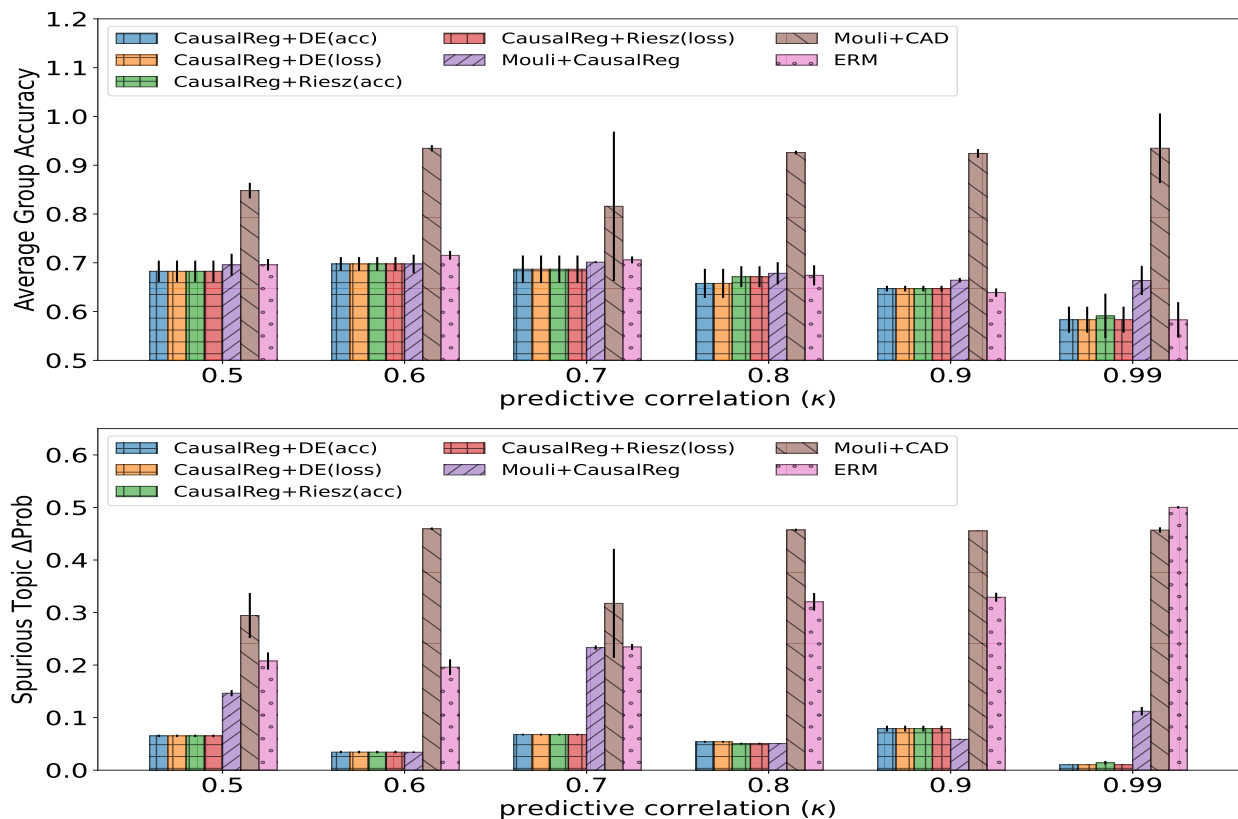 Average Group Accuracy
1.2
1.1
1.0
0.9
0.8
0.7
0.6
0.5
CausalReg+DE(acc)
CausalReg+DE(loss)
CausalReg+Riesz(acc)
CausalReg+Riesz(loss)
Mouli+CausalReg
Mouli+CAD
ERM
0.5 0.6 0.7 0.8 0.9 0.99
predictive correlation (κ)
Spurious Topic ΔProb
0.6
0.5
0.4
0.3
0.2
0.1
0.0
CausalReg+DE(acc)
CausalReg+DE(loss)
CausalReg+Riesz(acc)
CausalReg+Riesz(loss)
Mouli+CausalReg
Mouli+CAD
ERM
0.5 0.6 0.7 0.8 0.9 0.99
predictive correlation (κ)